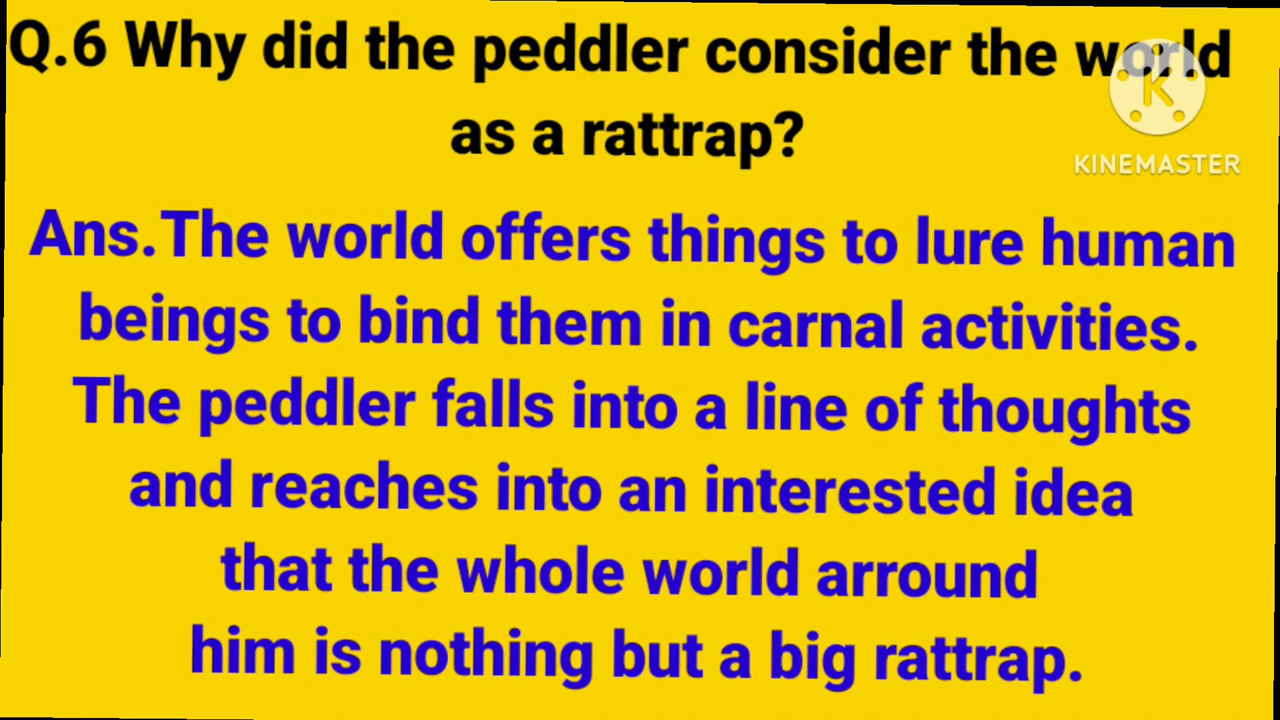 Q.6 Why did the peddler consider the world
as a rattrap?
KINEMASTER
Ans.The world offers things to lure human
beings to bind them in carnal activities.
The peddler falls into a line of thoughts
and reaches into an interested idea
that the whole world arround
him is nothing but a big rattrap.